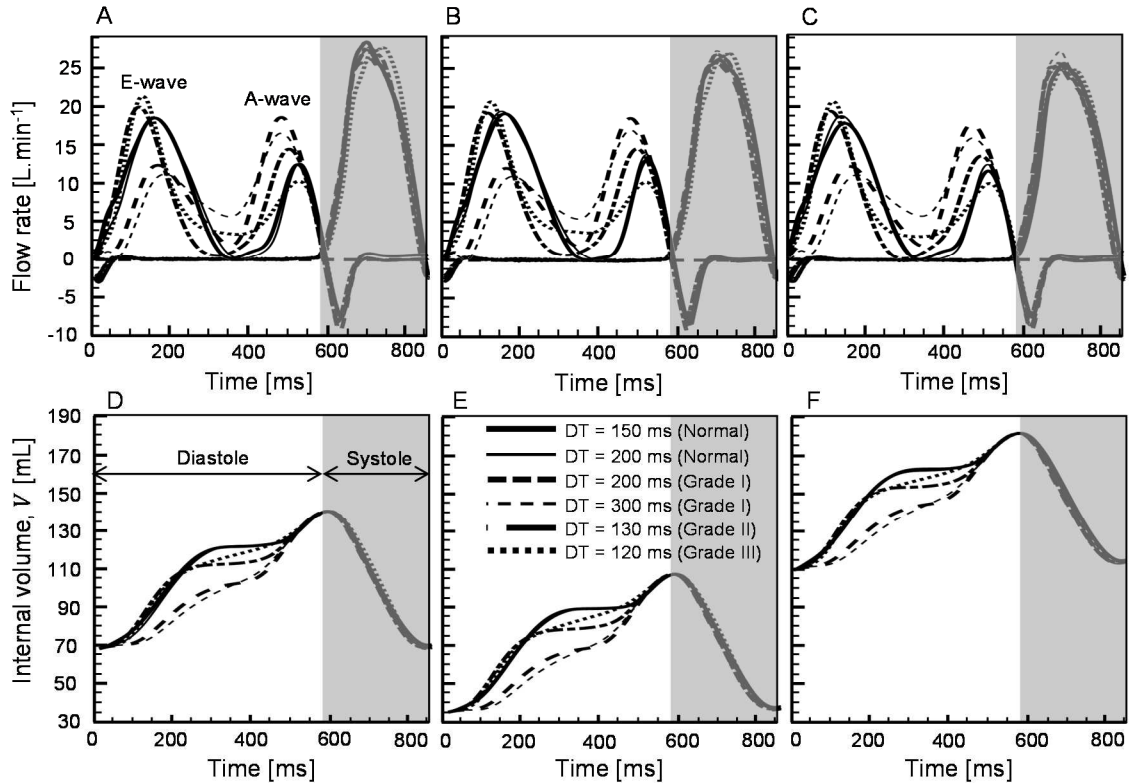 A
B
C
E-wave
A-wave
Flow rate [L.min-1]
25
20
15
10
5
0
-5
-10
0 200 400 600 800
0 200 400 600 800
0 200 400 600 800
Time [ms]
Time [ms]
Time [ms]
D
E
F
Internal volume, V [mL]
190
170
150
130
110
90
70
50
30
Diastole
Systole
DT = 150 ms (Normal)
DT = 200 ms (Normal)
DT = 200 ms (Grade I)
DT = 300 ms (Grade I)
DT = 130 ms (Grade II)
DT = 120 ms (Grade III)
0 200 400 600 800
0 200 400 600 800
0 200 400 600 800
Time [ms]
Time [ms]
Time [ms]